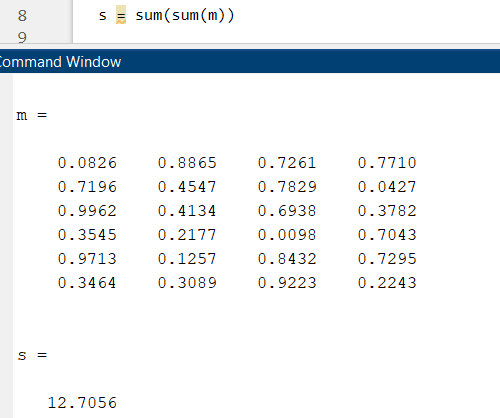 8 s = sum(sum(m))
9
Command Window
m =
0.0826 0.8865 0.7261 0.7710
0.7196 0.4547 0.7829 0.0427
0.9962 0.4134 0.6938 0.3782
0.3545 0.2177 0.0098 0.7043
0.9713 0.1257 0.8432 0.7295
0.3464 0.3089 0.9223 0.2243
s =
12.7056